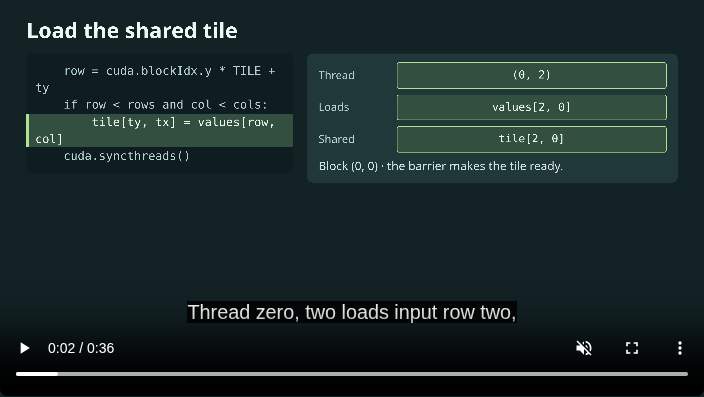 Load the shared tile
row = cuda.blockIdx.y * TILE +
ty
if row < rows and col < cols:
tile[ty, tx] = values[row,
col]
cuda.syncthreads()
Thread
(0, 2)
Loads
values[2, 0]
Shared
tile[2, 0]
Block (0, 0) · the barrier makes the tile ready.
Thread zero, two loads input row two,
0:02 / 0:36